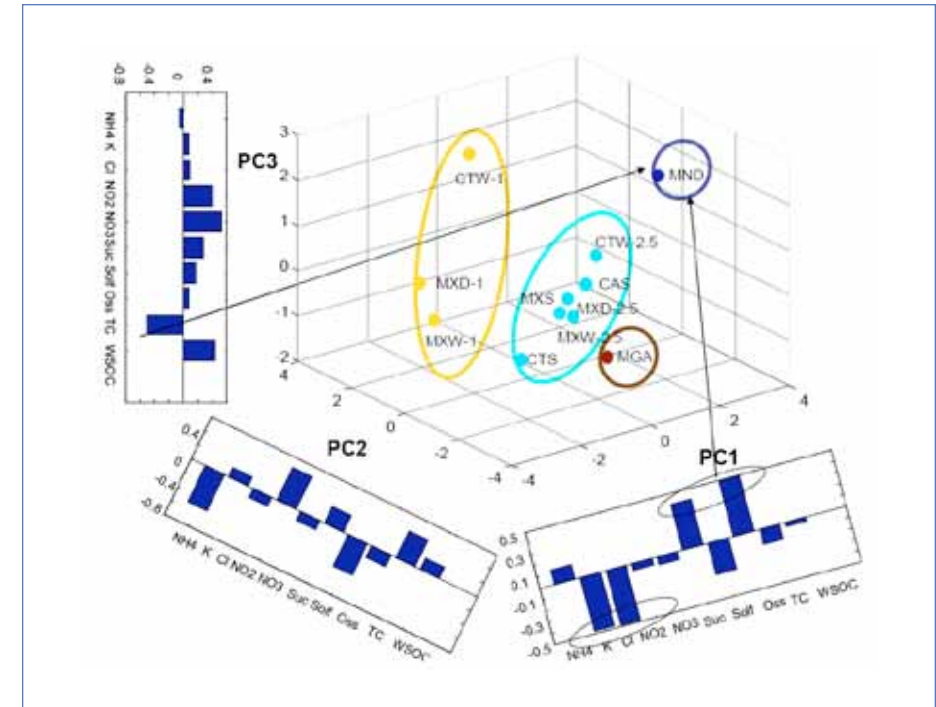 -0.8 -0.4 0 0.4
NH4 K Cl NO2 NO3 Suc Solf Oss TC WSOC
PC3
3
2
1
0
-1
-2
CTW-1
MXD-1
MXW-1
MND
CTW-2.5
CAS
MXS
MXD-2.5
MXW-2.5
CTS
MGA
4
2
0
-2
-4
-4
-2
0
2
4
PC2
PC1
0.4
0
-0.4
-0.8
NH4 K Cl NO2 NO3 Suc Solf Oss TC WSOC
0.5
0.3
0.1
-0.1
-0.3
-0.5
NH4 K Cl NO2 NO3 Suc Solf Oss TC WSOC